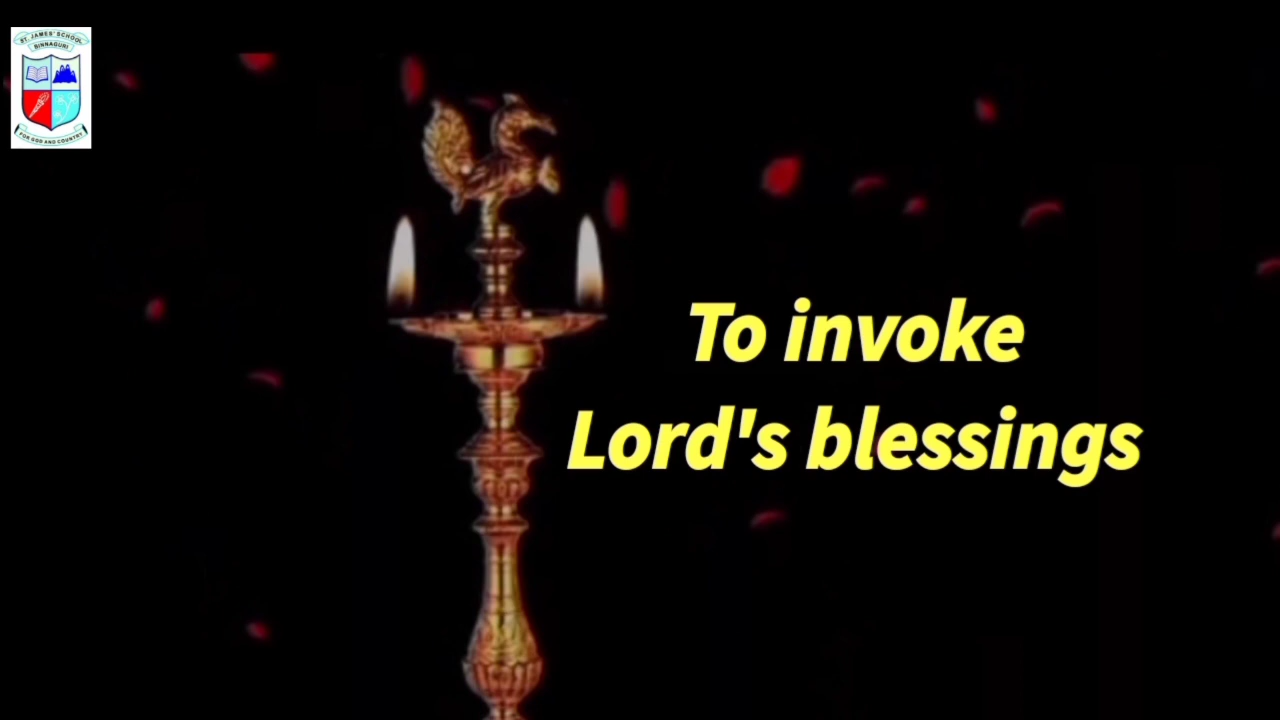 ST. JAMES' SCHOOL
BINNAGURI
FOR GOD AND COUNTRY
To invoke
Lord's blessings